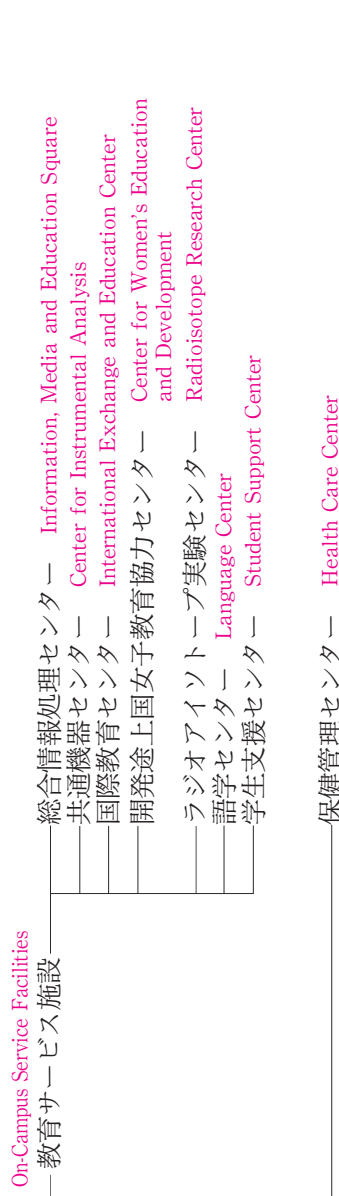 On-Campus Service Facilities
教育サービス施設
総合情報処理センター Information, Media and Education Square
共通機器センター Center for Instrumental Analysis
国際教育センター International Exchange and Education Center
開発途上国女子教育協力センター Center for Women's Education
and Development
ラジオアイソトープ実験センター Radioisotope Research Center
語学センター Language Center
学生支援センター Student Support Center
保健管理センター Health Care Center